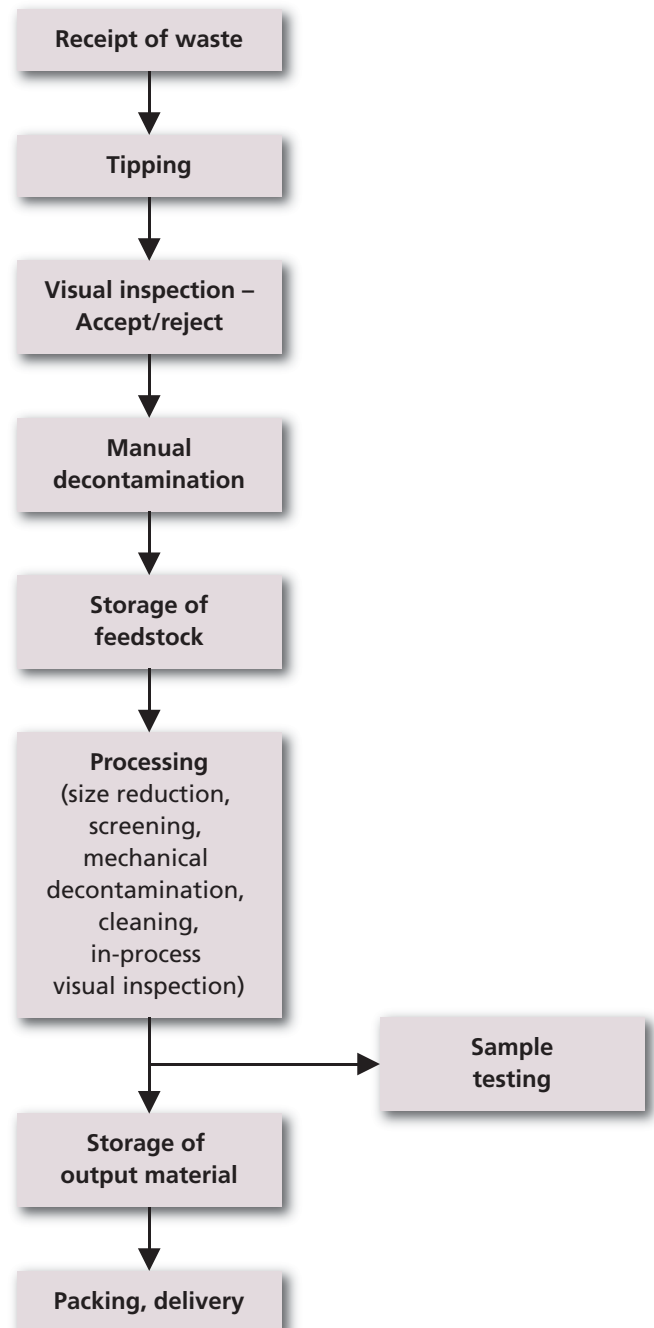 Receipt of waste
Tipping
Visual inspection –
Accept/reject
Manual
decontamination
Storage of
feedstock
Processing
(size reduction,
screening,
mechanical
decontamination,
cleaning,
in-process
visual inspection)
Sample
testing
Storage of
output material
Packing, delivery